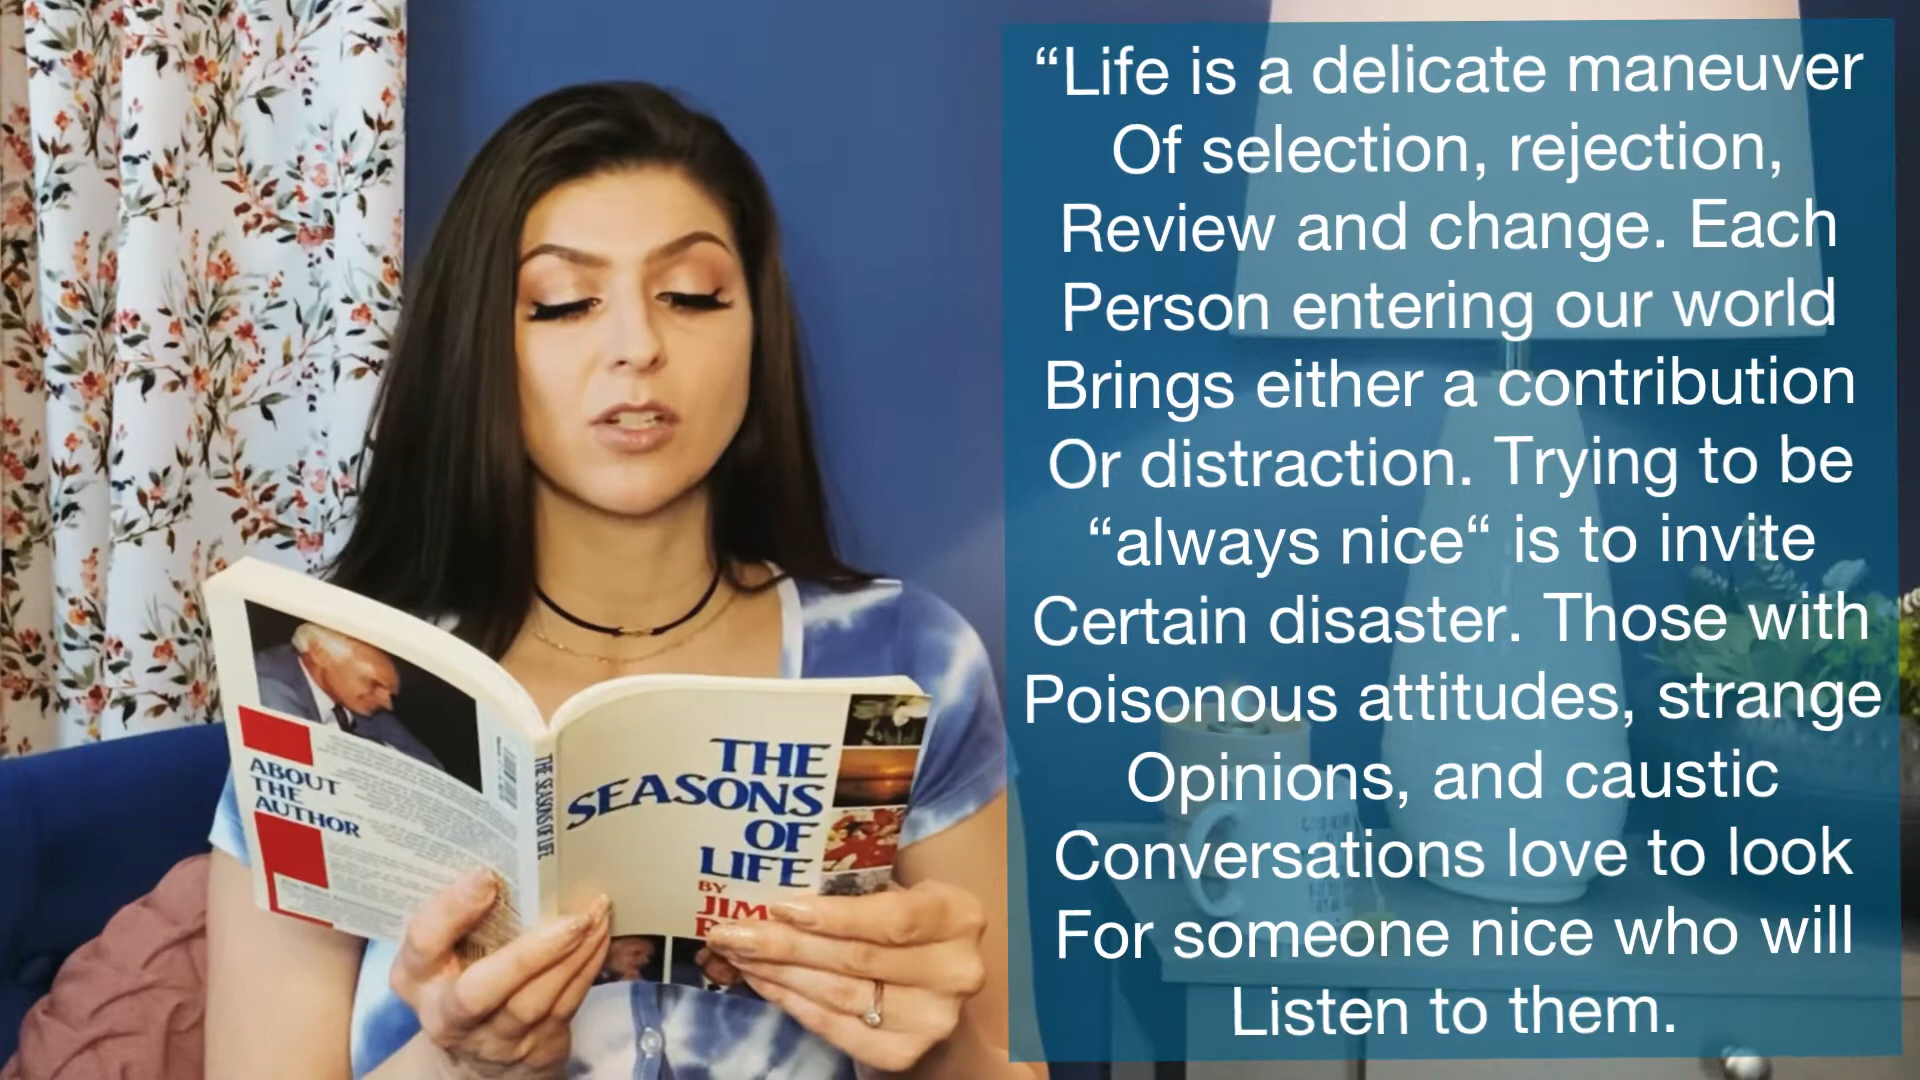 “Life is a delicate maneuver
Of selection, rejection,
Review and change. Each
Person entering our world
Brings either a contribution
Or distraction. Trying to be
“always nice“ is to invite
Certain disaster. Those with
Poisonous attitudes, strange
Opinions, and caustic
Conversations love to look
For someone nice who will
Listen to them.
ABOUT
THE
AUTHOR
THE SEASONS OF LIFE
THE
SEASONS
OF
LIFE
BY
JIM